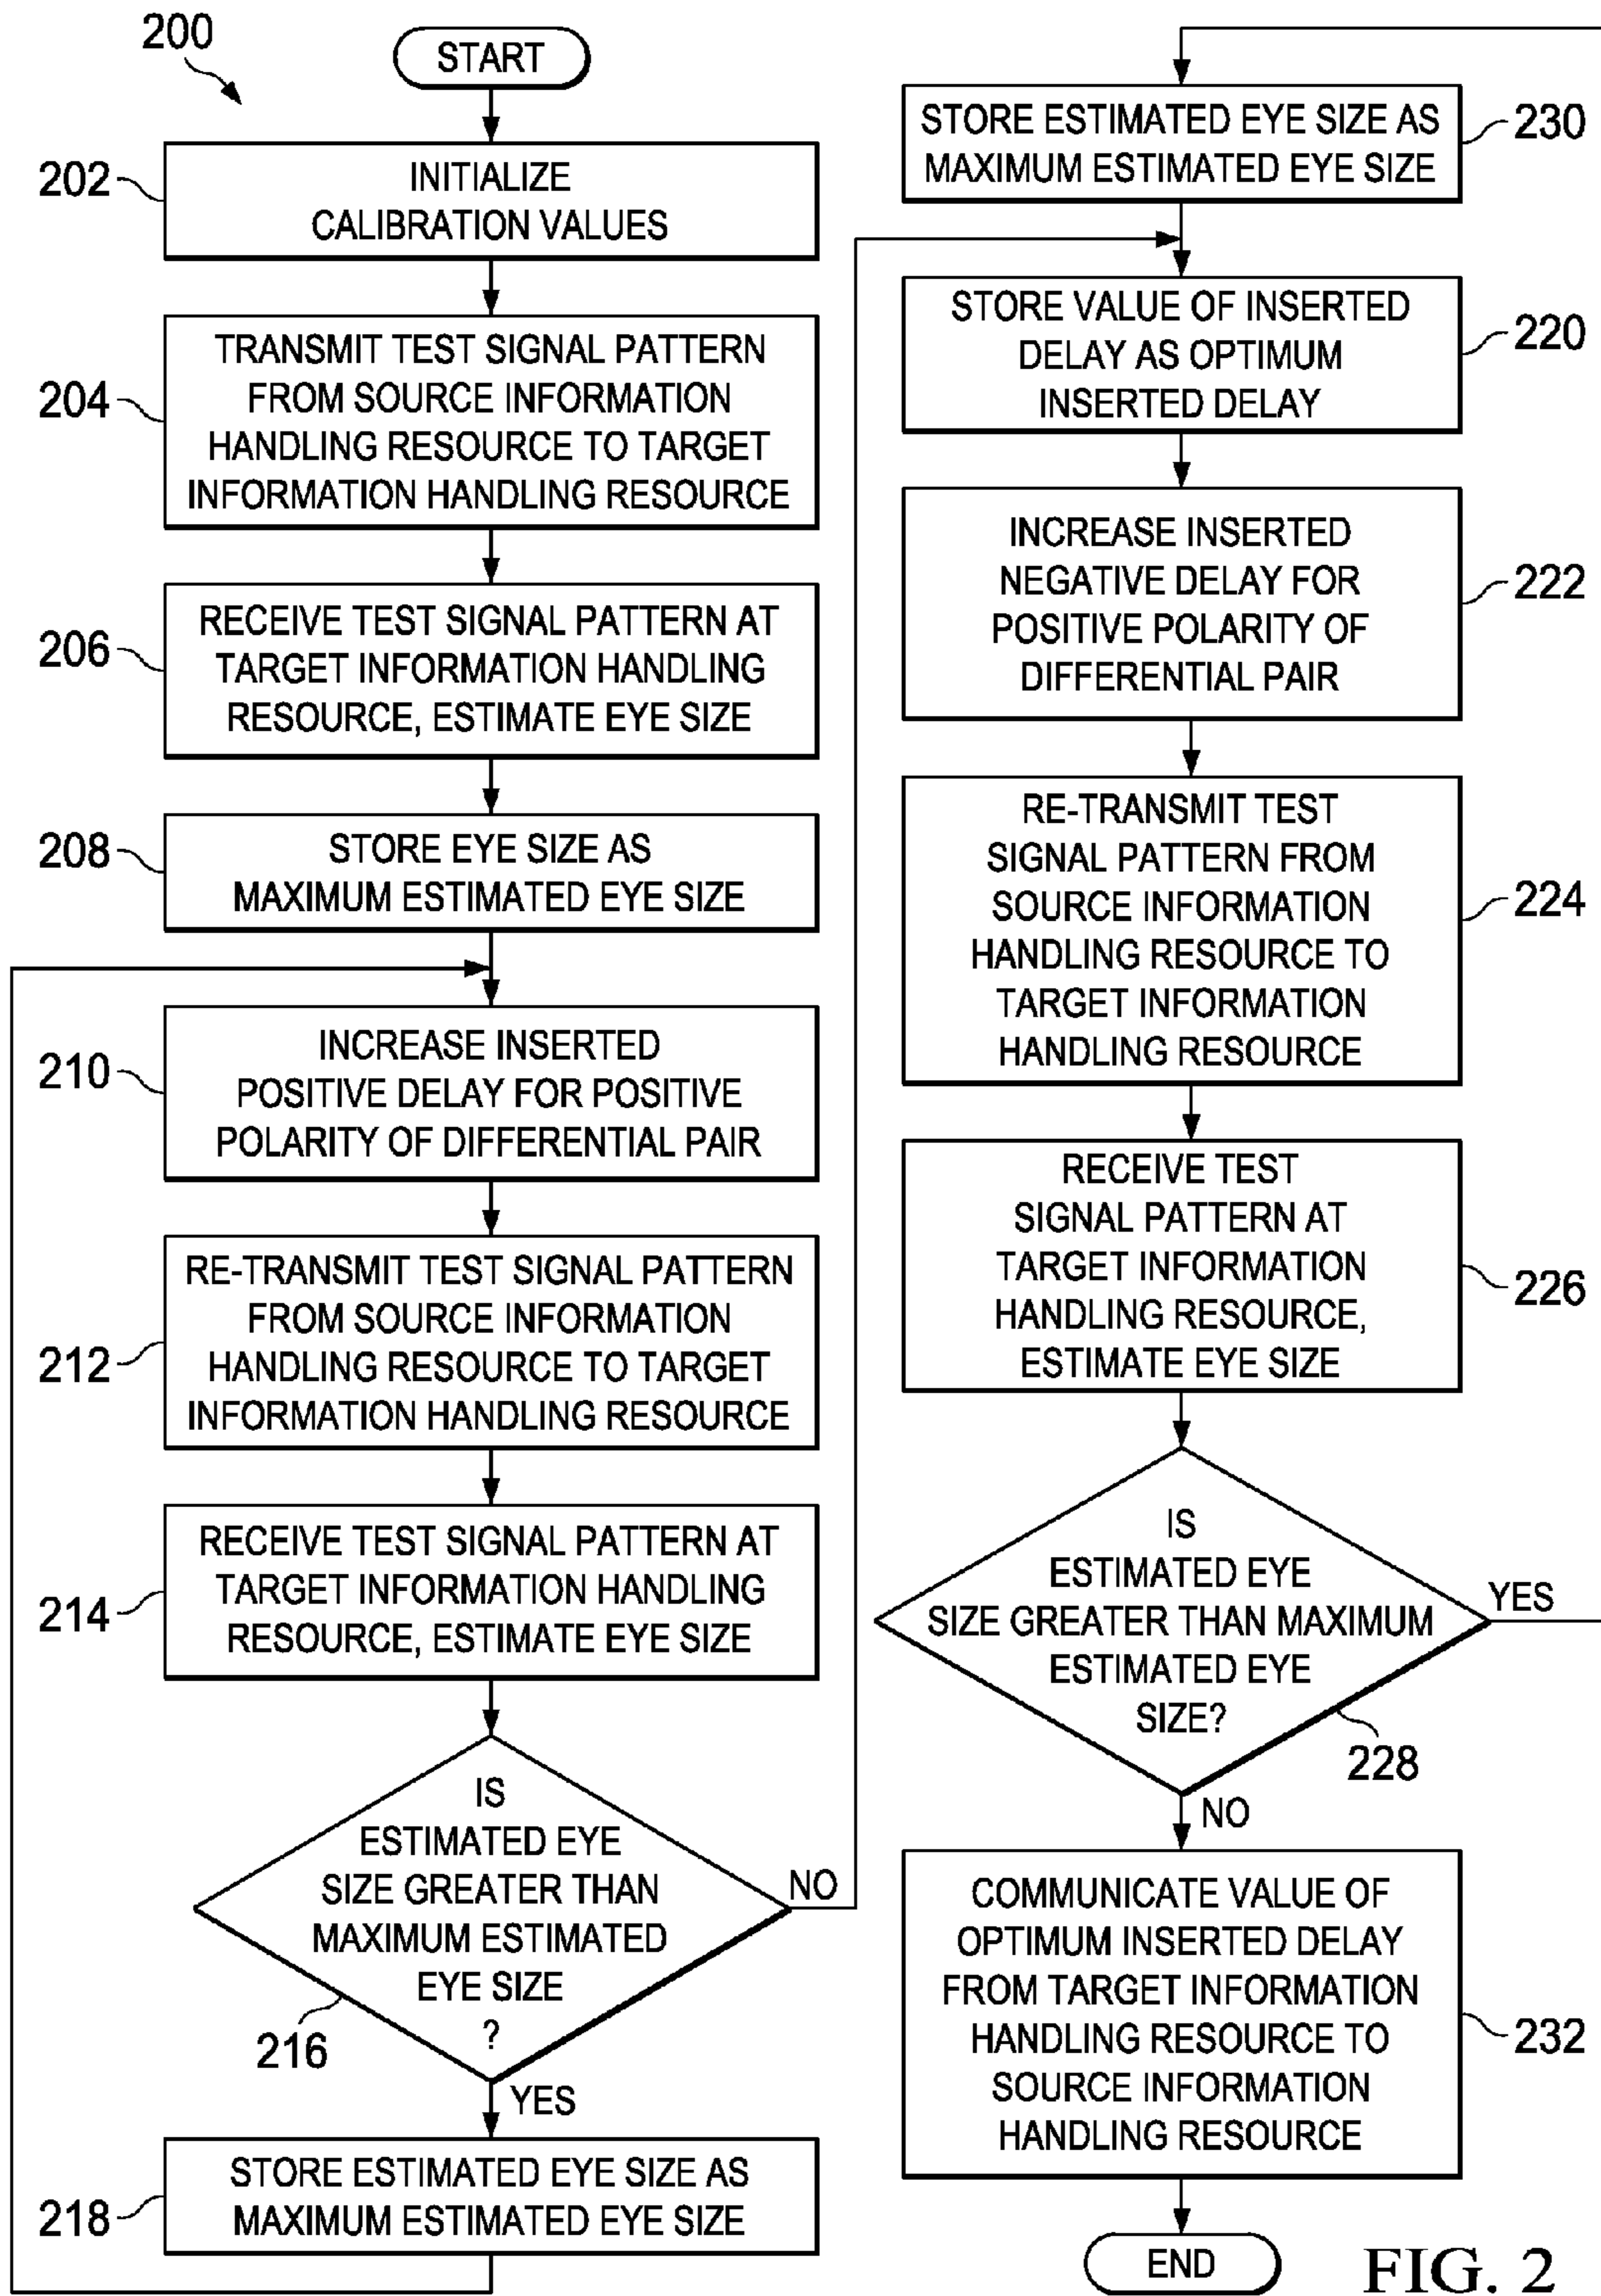 200
START
202
INITIALIZE
CALIBRATION VALUES
204
TRANSMIT TEST SIGNAL PATTERN
FROM SOURCE INFORMATION
HANDLING RESOURCE TO TARGET
INFORMATION HANDLING RESOURCE
206
RECEIVE TEST SIGNAL PATTERN AT
TARGET INFORMATION HANDLING
RESOURCE, ESTIMATE EYE SIZE
208
STORE EYE SIZE AS
MAXIMUM ESTIMATED EYE SIZE
210
INCREASE INSERTED
POSITIVE DELAY FOR POSITIVE
POLARITY OF DIFFERENTIAL PAIR
212
RE-TRANSMIT TEST SIGNAL PATTERN
FROM SOURCE INFORMATION
HANDLING RESOURCE TO TARGET
INFORMATION HANDLING RESOURCE
214
RECEIVE TEST SIGNAL PATTERN AT
TARGET INFORMATION HANDLING
RESOURCE, ESTIMATE EYE SIZE
IS
ESTIMATED EYE
SIZE GREATER THAN
MAXIMUM ESTIMATED
EYE SIZE
?
216
NO
YES
218
STORE ESTIMATED EYE SIZE AS
MAXIMUM ESTIMATED EYE SIZE
STORE ESTIMATED EYE SIZE AS
MAXIMUM ESTIMATED EYE SIZE
230
STORE VALUE OF INSERTED
DELAY AS OPTIMUM
INSERTED DELAY
220
INCREASE INSERTED
NEGATIVE DELAY FOR
POSITIVE POLARITY OF
DIFFERENTIAL PAIR
222
RE-TRANSMIT TEST
SIGNAL PATTERN FROM
SOURCE INFORMATION
HANDLING RESOURCE TO
TARGET INFORMATION
HANDLING RESOURCE
224
RECEIVE TEST
SIGNAL PATTERN AT
TARGET INFORMATION
HANDLING RESOURCE,
ESTIMATE EYE SIZE
226
IS
ESTIMATED EYE
SIZE GREATER THAN MAXIMUM
ESTIMATED EYE
SIZE?
YES
228
NO
COMMUNICATE VALUE OF
OPTIMUM INSERTED DELAY
FROM TARGET INFORMATION
HANDLING RESOURCE TO
SOURCE INFORMATION
HANDLING RESOURCE
232
END
FIG. 2